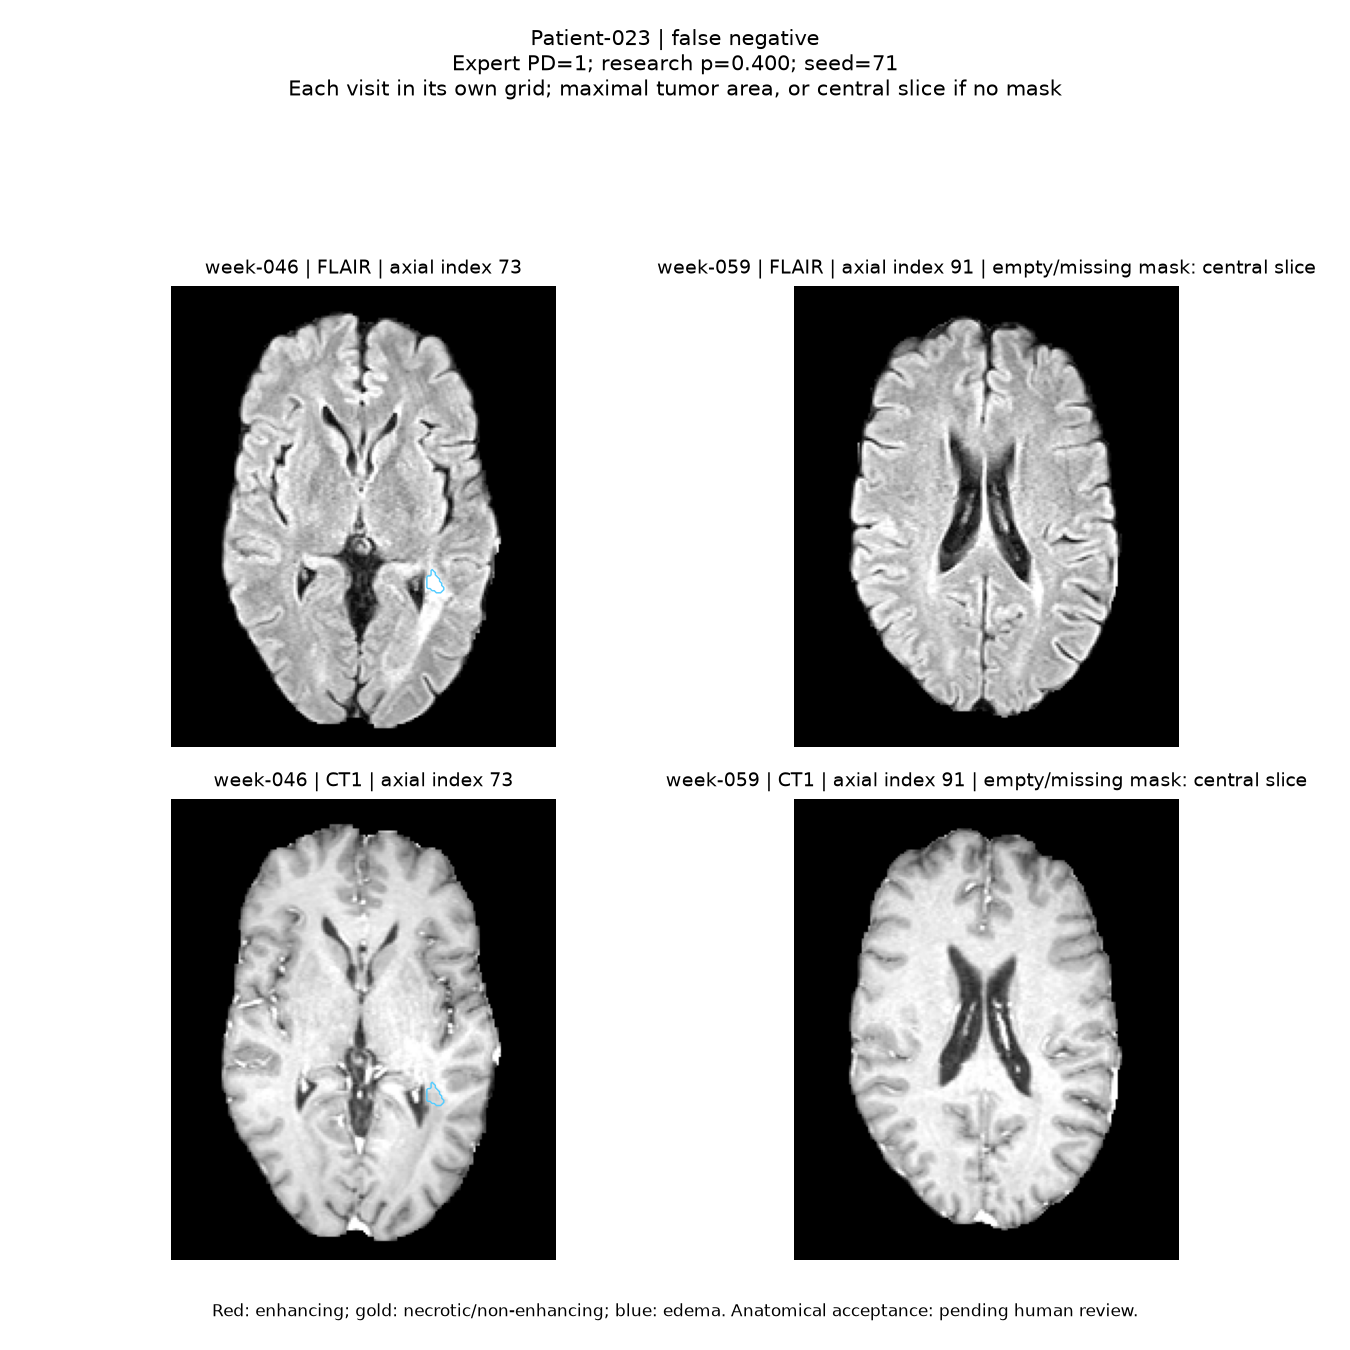 Patient-023 | false negative
Expert PD=1; research p=0.400; seed=71
Each visit in its own grid; maximal tumor area, or central slice if no mask
week-046 | FLAIR | axial index 73
week-059 | FLAIR | axial index 91 | empty/missing mask: central slice
week-046 | CT1 | axial index 73
week-059 | CT1 | axial index 91 | empty/missing mask: central slice
Red: enhancing; gold: necrotic/non-enhancing; blue: edema. Anatomical acceptance: pending human review.